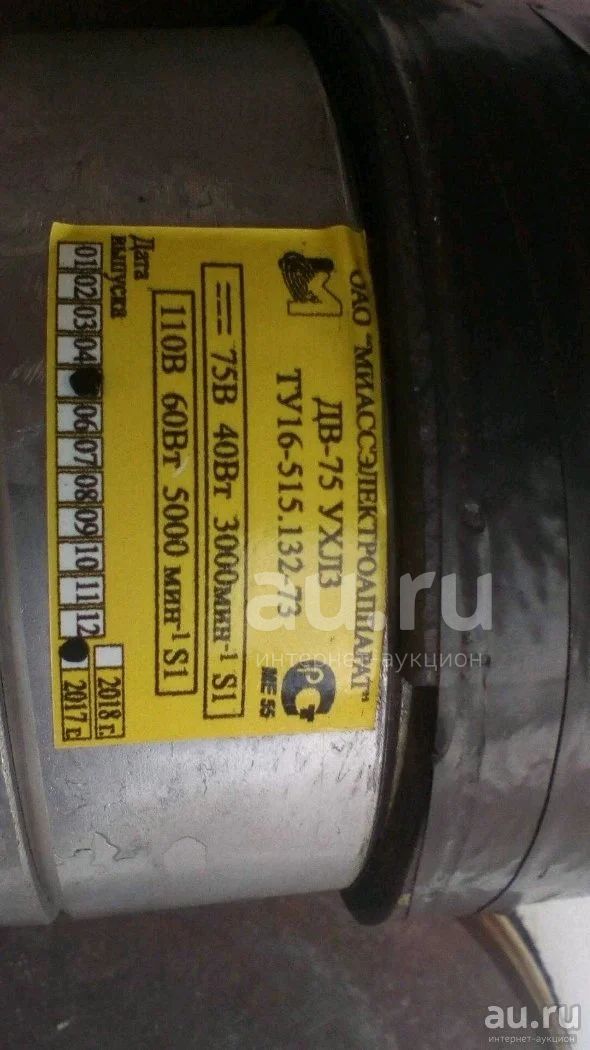 ОАО "МИАССЭЛЕКТРОАППАРАТ"
ДВ-75 УХЛ3
ТУ16-515.132-73
РСТ
МЕ 55
75В 40Вт 3000мин-1 S1
110В 60Вт 5000 мин-1 S1
Дата
выпуска
01 02 03 04 06 07 08 09 10 11 12
2018 г.
2017 г.
au.ru
интернет-аукцион
au.ru
интернет-аукцион